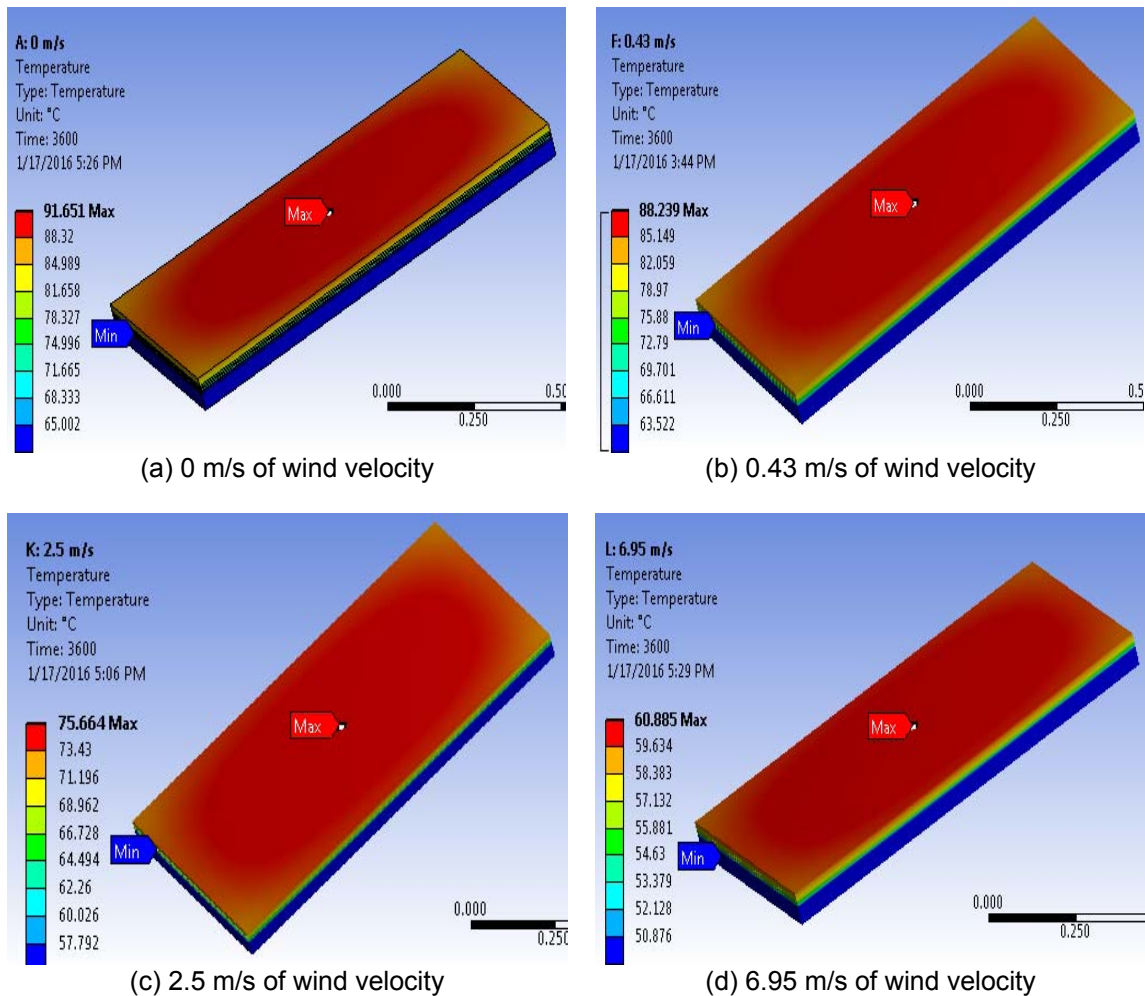 A: 0 m/s
Temperature
Type: Temperature
Unit: °C
Time: 3600
1/17/2016 5:26 PM
91.651 Max
88.32
84.989
81.658
78.327
74.996
71.665
68.333
65.002
Max
Min
0.000
0.50
0.250
(a) 0 m/s of wind velocity
F: 0.43 m/s
Temperature
Type: Temperature
Unit: °C
Time: 3600
1/17/2016 3:44 PM
88.239 Max
85.149
82.059
78.97
75.88
72.79
69.701
66.611
63.522
Max
Min
0.000
0.5
0.250
(b) 0.43 m/s of wind velocity
K: 2.5 m/s
Temperature
Type: Temperature
Unit: °C
Time: 3600
1/17/2016 5:06 PM
75.664 Max
73.43
71.196
68.962
66.728
64.494
62.26
60.026
57.792
Max
Min
0.000
0.250
(c) 2.5 m/s of wind velocity
L: 6.95 m/s
Temperature
Type: Temperature
Unit: °C
Time: 3600
1/17/2016 5:29 PM
60.885 Max
59.634
58.383
57.132
55.881
54.63
53.379
52.128
50.876
Max
Min
0.000
0.250
(d) 6.95 m/s of wind velocity